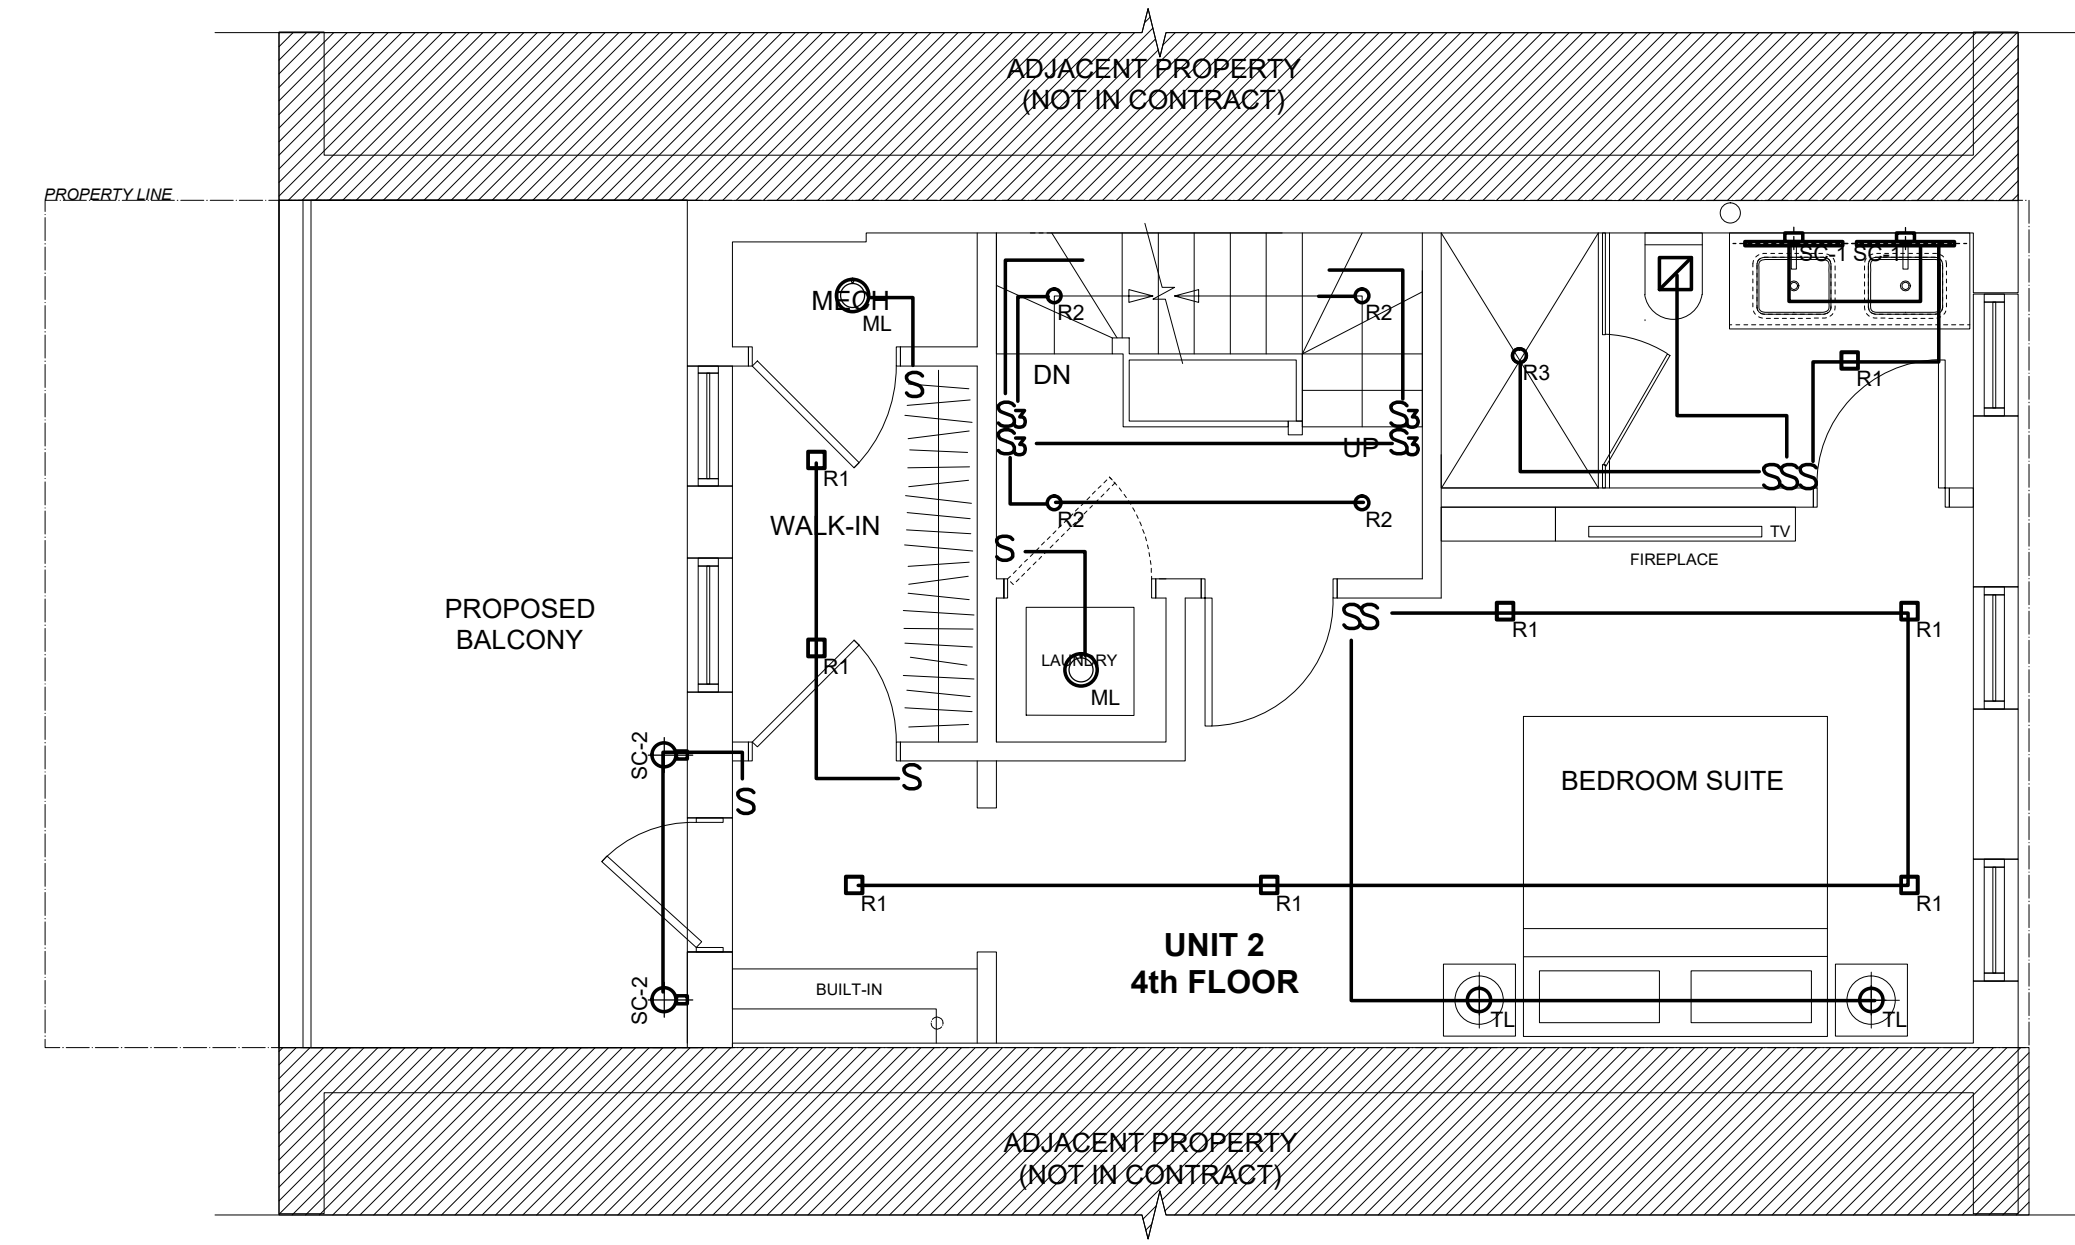 ADJACENT PROPERTY
(NOT IN CONTRACT)
PROPERTY LINE
SC-1 SC-1
MECH
ML
R2
R2
S
DN
R3
R1
S3
S3
S3
UP S3
R1
SSS
WALK-IN
R2
R2
TV
S
FIREPLACE
PROPOSED
BALCONY
SS
R1
R1
LAUNDRY
R1
ML
SC-2
S
S
BEDROOM SUITE
R1
R1
R1
UNIT 2
4th FLOOR
SC-2
BUILT-IN
TL
TL
ADJACENT PROPERTY
(NOT IN CONTRACT)